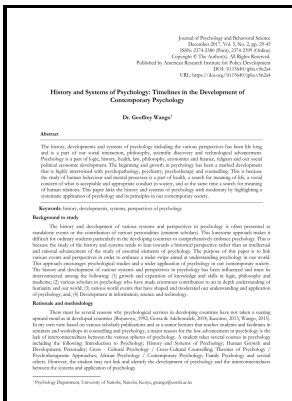 Journal of Psychology and Behavioral Science
December 2017, Vol. 5, No. 2, pp. 29-43
ISSN: 2374-2380 (Print), 2374-2399 (Online)
Copyright © The Author(s). All Rights Reserved.
Published by American Research Institute for Policy Development
DOI: 10.15640/jpbs.v5n2a4
URL: https://doi.org/10.15640/jpbs.v5n2a4
History and Systems of Psychology: Timelines in the Development of
Contemporary Psychology
Dr. Geoffrey Wango¹
Abstract
The history, developments and systems of psychology including the various perspectives has been life long
and is a part of our social interaction, philosophy, scientific discovery and technological advancement.
Psychology is part of logic, history, health, law, philosophy, economics and finance, religion and our social
political economic development. The beginning and growth in psychology has been a marked development
that is highly intertwined with psychopathology, psychiatry, psychotherapy and counselling. This is because
the study of human behaviour and mental processes is a part of health, a search for meaning of life, a social
concern of what is acceptable and appropriate conduct in society, and at the same time a search for meaning
of human situations. This paper links the history and systems of psychology with modernity by highlighting a
systematic application of psychology and its principles in our contemporary society.
Keywords: history, developments, systems, perspectives of psychology
Background to study
The history and development of various systems and perspectives in psychology is often presented as
standalone events or the contribution of various personalities (eminent scholars). This lonesome approach makes it
difficult for ordinary students particularly in the developing countries to comprehensively embrace psychology. This is
because the study of the history and systems tends to lean towards a historical perspective rather than an intellectual
and rational advancement of the study of essential elements of psychology. The purpose of this paper is to link
various events and perspectives in order to embrace a wider scope aimed at understanding psychology in our world.
This approach encompass psychological studies and a wider application of psychology in our contemporary society.
The history and development of various systems and perspectives in psychology has been influenced and must be
interconnected among the following: (1) growth and expansion of knowledge and skills in logic, philosophy and
medicine; (2) various scholars in psychology who have made enormous contribution to an in depth understanding of
humanity and our world; (3) various world events that have shaped and modernized our understanding and application
of psychology; and, (4) Development in information, science and technology.
Rationale and methodology
There must be several reasons why psychological services in developing countries have not taken a soaring
upward trend as in developed countries (Bojuwoye, 1992; Gross & Adekwolah, 2014; Kanono, 2013; Wango, 2015).
In my own view based on various scholarly publications and as a senior lecturer that teaches students and facilitates in
seminars and workshops in counselling and psychology, a major reason for the low advancement in psychology is the
lack of interconnectedness between the various spheres of psychology. A student takes several courses in psychology
including the following: Introduction to Psychology; History and Systems of Psychology; Human Growth and
Development; Personality; Cross - Cultural Psychology / Cross-Cultural Counselling; Theories of Psychology /
Psychotherapeutic Approaches; African Psychology / Contemporary Psychology; Family Psychology and several
others. However, the student may not link and identify the development of psychology and the interconnectedness
between the systems and the application of psychology.
¹ Psychology Department, University of Nairobi, Nairobi, Kenya, gwango@uonbi.ac.ke